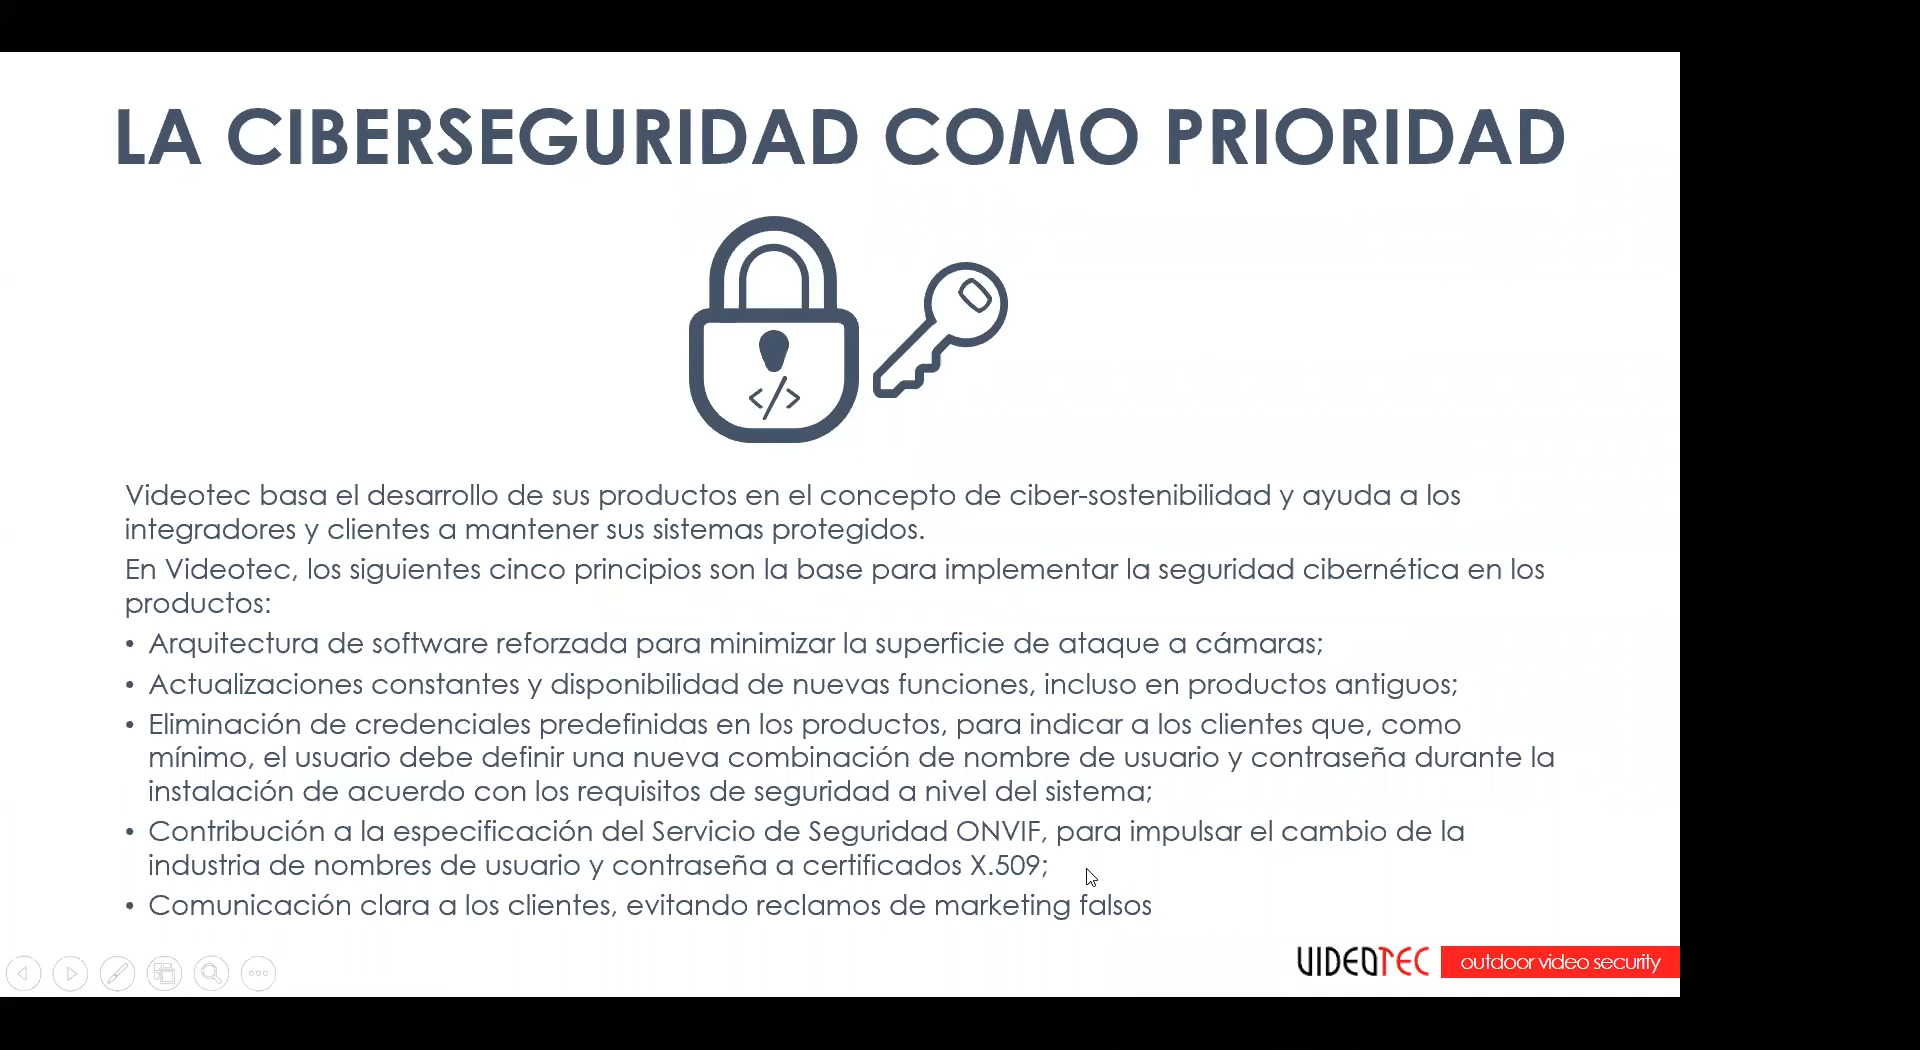 LA CIBERSEGURIDAD COMO PRIORIDAD
</>
Videotec basa el desarrollo de sus productos en el concepto de ciber-sostenibilidad y ayuda a los
integradores y clientes a mantener sus sistemas protegidos.
En Videotec, los siguientes cinco principios son la base para implementar la seguridad cibernética en los
productos:
• Arquitectura de software reforzada para minimizar la superficie de ataque a cámaras;
• Actualizaciones constantes y disponibilidad de nuevas funciones, incluso en productos antiguos;
• Eliminación de credenciales predefinidas en los productos, para indicar a los clientes que, como
mínimo, el usuario debe definir una nueva combinación de nombre de usuario y contraseña durante la
instalación de acuerdo con los requisitos de seguridad a nivel del sistema;
• Contribución a la especificación del Servicio de Seguridad ONVIF, para impulsar el cambio de la
industria de nombres de usuario y contraseña a certificados X.509;
• Comunicación clara a los clientes, evitando reclamos de marketing falsos
VIDEOTEC outdoor video security